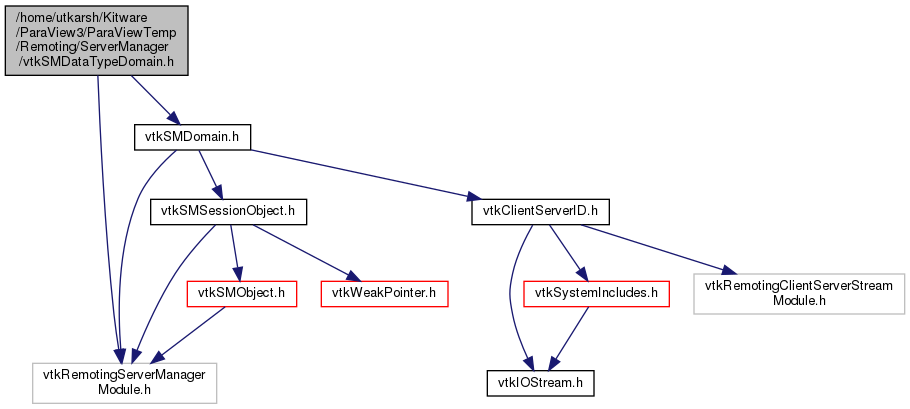 /home/utkarsh/Kitware
/ParaView3/ParaViewTemp
/Remoting/ServerManager
/vtkSMDataTypeDomain.h
vtkSMDomain.h
vtkSMSessionObject.h
vtkClientServerID.h
vtkSMObject.h
vtkWeakPointer.h
vtkSystemIncludes.h
vtkRemotingClientServerStream
Module.h
vtkRemotingServerManager
Module.h
vtkIOStream.h